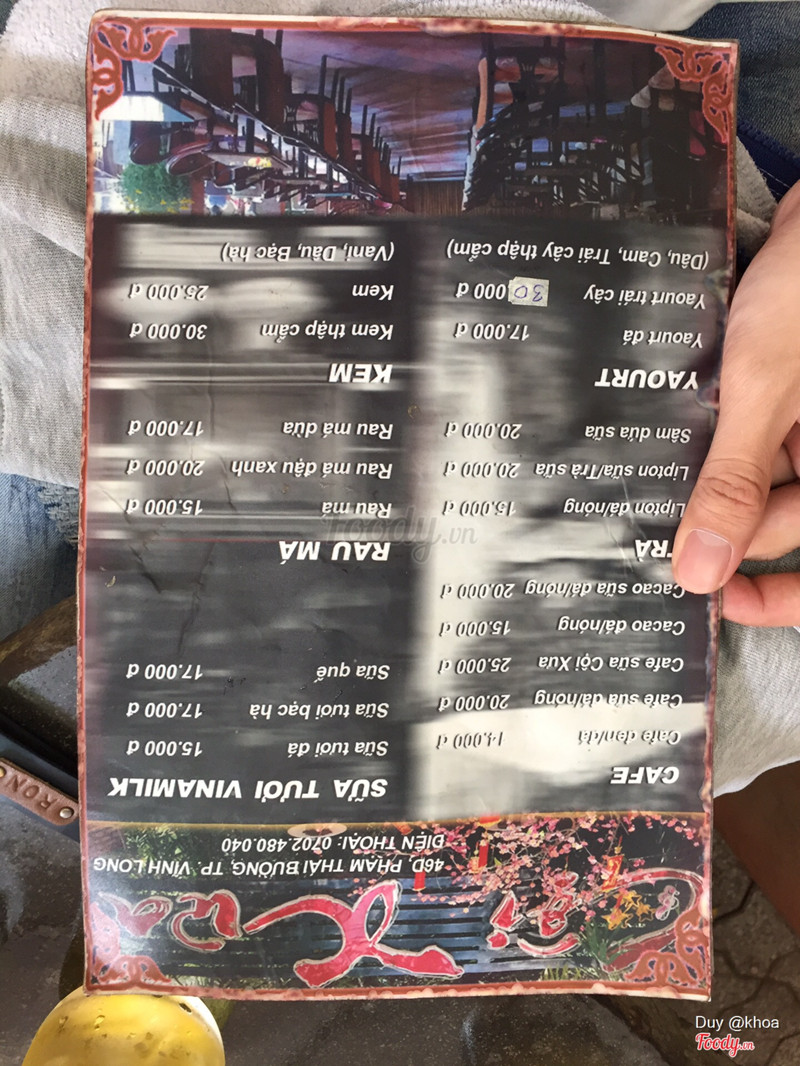 Cội Xưa
46D, PHẠM THÁI BƯỜNG, TP. VĨNH LONG
ĐIỆN THOẠI: 0702.480.040
CAFE
Cafe đen/đá 14.000 đ
Cafe sữa đá/nóng 20.000 đ
Cafe sữa Cội Xưa 25.000 đ
Cacao đá/nóng 15.000 đ
Cacao sữa đá/nóng 20.000 đ
TRÀ
Lipton đá/nóng 15.000 đ
Lipton sữa/Trà sữa 20.000 đ
Sâm dứa sữa 20.000 đ
YAOURT
Yaourt đá 17.000 đ
Yaourt trái cây 30 000 đ
(Dâu, Cam, Trái cây thập cẩm)
SỮA TƯƠI VINAMILK
Sữa tươi đá 15.000 đ
Sữa tươi bạc hà 17.000 đ
Sữa quế 17.000 đ
RAU MÁ
Rau má 15.000 đ
Rau má đậu xanh 20.000 đ
Rau má dứa 17.000 đ
KEM
Kem thập cẩm 30.000 đ
Kem 25.000 đ
(Vani, Dâu, Bạc hà)
Foody.vn
RON
Duy @khoa
Foody.vn